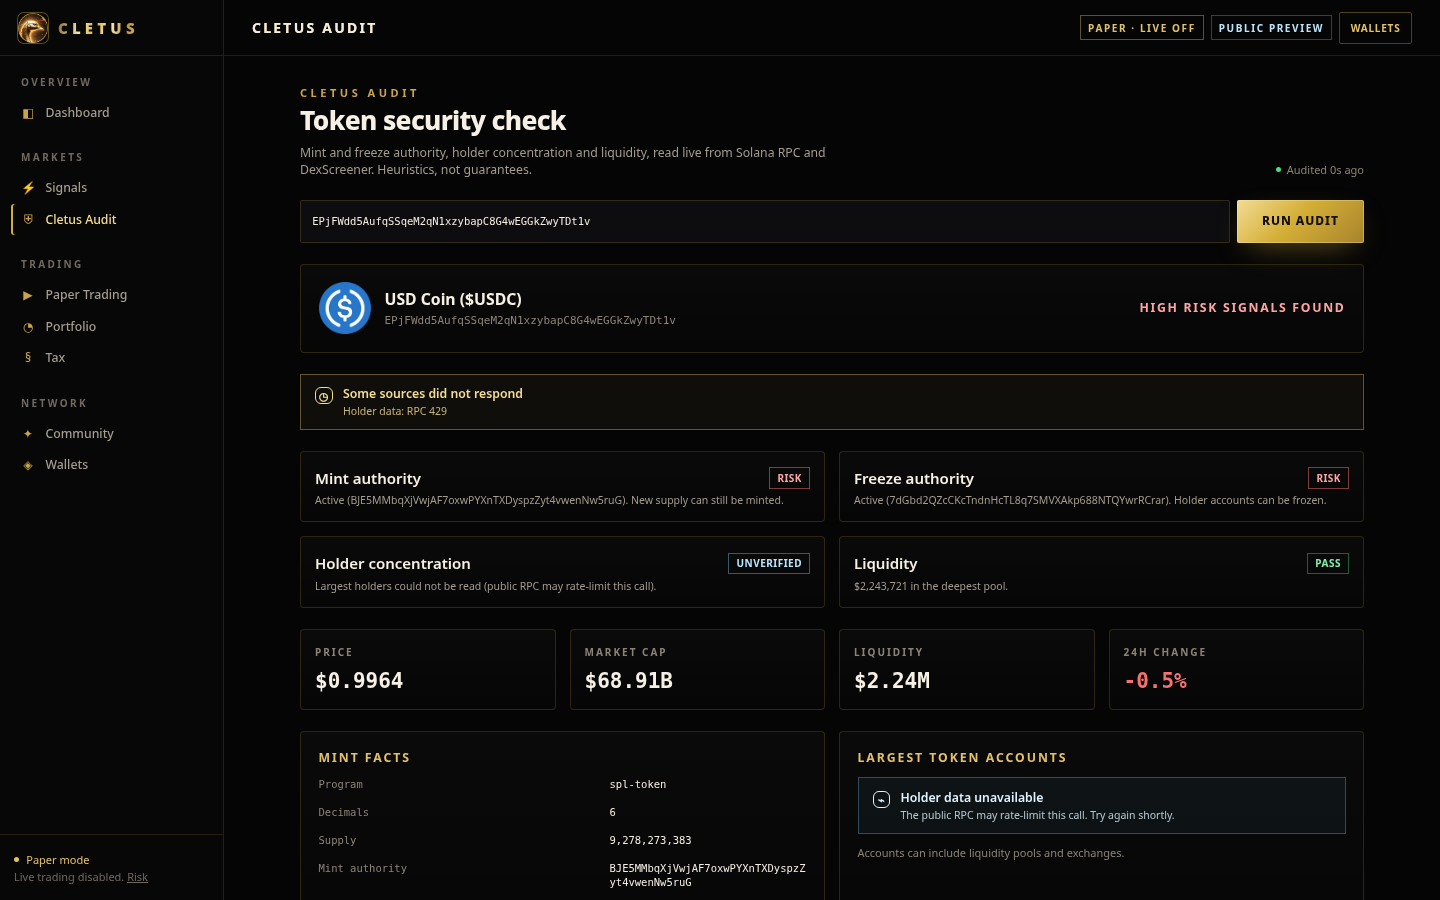 CLETUS
CLETUS AUDIT
PAPER · LIVE OFF
PUBLIC PREVIEW
WALLETS
OVERVIEW
Dashboard
MARKETS
Signals
Cletus Audit
TRADING
Paper Trading
Portfolio
§ Tax
NETWORK
Community
Wallets
Paper mode
Live trading disabled. Risk
CLETUS AUDIT
Token security check
Mint and freeze authority, holder concentration and liquidity, read live from Solana RPC and
DexScreener. Heuristics, not guarantees.
Audited 0s ago
EPjFWdd5AufqSSqeM2qN1xzybapC8G4wEGGkZwyTDt1v
RUN AUDIT
USD Coin ($USDC)
EPjFWdd5AufqSSqeM2qN1xzybapC8G4wEGGkZwyTDt1v
HIGH RISK SIGNALS FOUND
Some sources did not respond
Holder data: RPC 429
Mint authority
RISK
Active (BJE5MMbqXjVwjAF7oxwPYXnTXDyspzZyt4vwenNw5ruG). New supply can still be minted.
Freeze authority
RISK
Active (7dGbd2QZcCKcTndnHcTL8q7SMVXAkp688NTQYwrRCrar). Holder accounts can be frozen.
Holder concentration
UNVERIFIED
Largest holders could not be read (public RPC may rate-limit this call).
Liquidity
PASS
$2,243,721 in the deepest pool.
PRICE
$0.9964
MARKET CAP
$68.91B
LIQUIDITY
$2.24M
24H CHANGE
-0.5%
MINT FACTS
Program spl-token
Decimals 6
Supply 9,278,273,383
Mint authority BJE5MMbqXjVwjAF7oxwPYXnTXDyspzZ
yt4vwenNw5ruG
LARGEST TOKEN ACCOUNTS
Holder data unavailable
The public RPC may rate-limit this call. Try again shortly.
Accounts can include liquidity pools and exchanges.